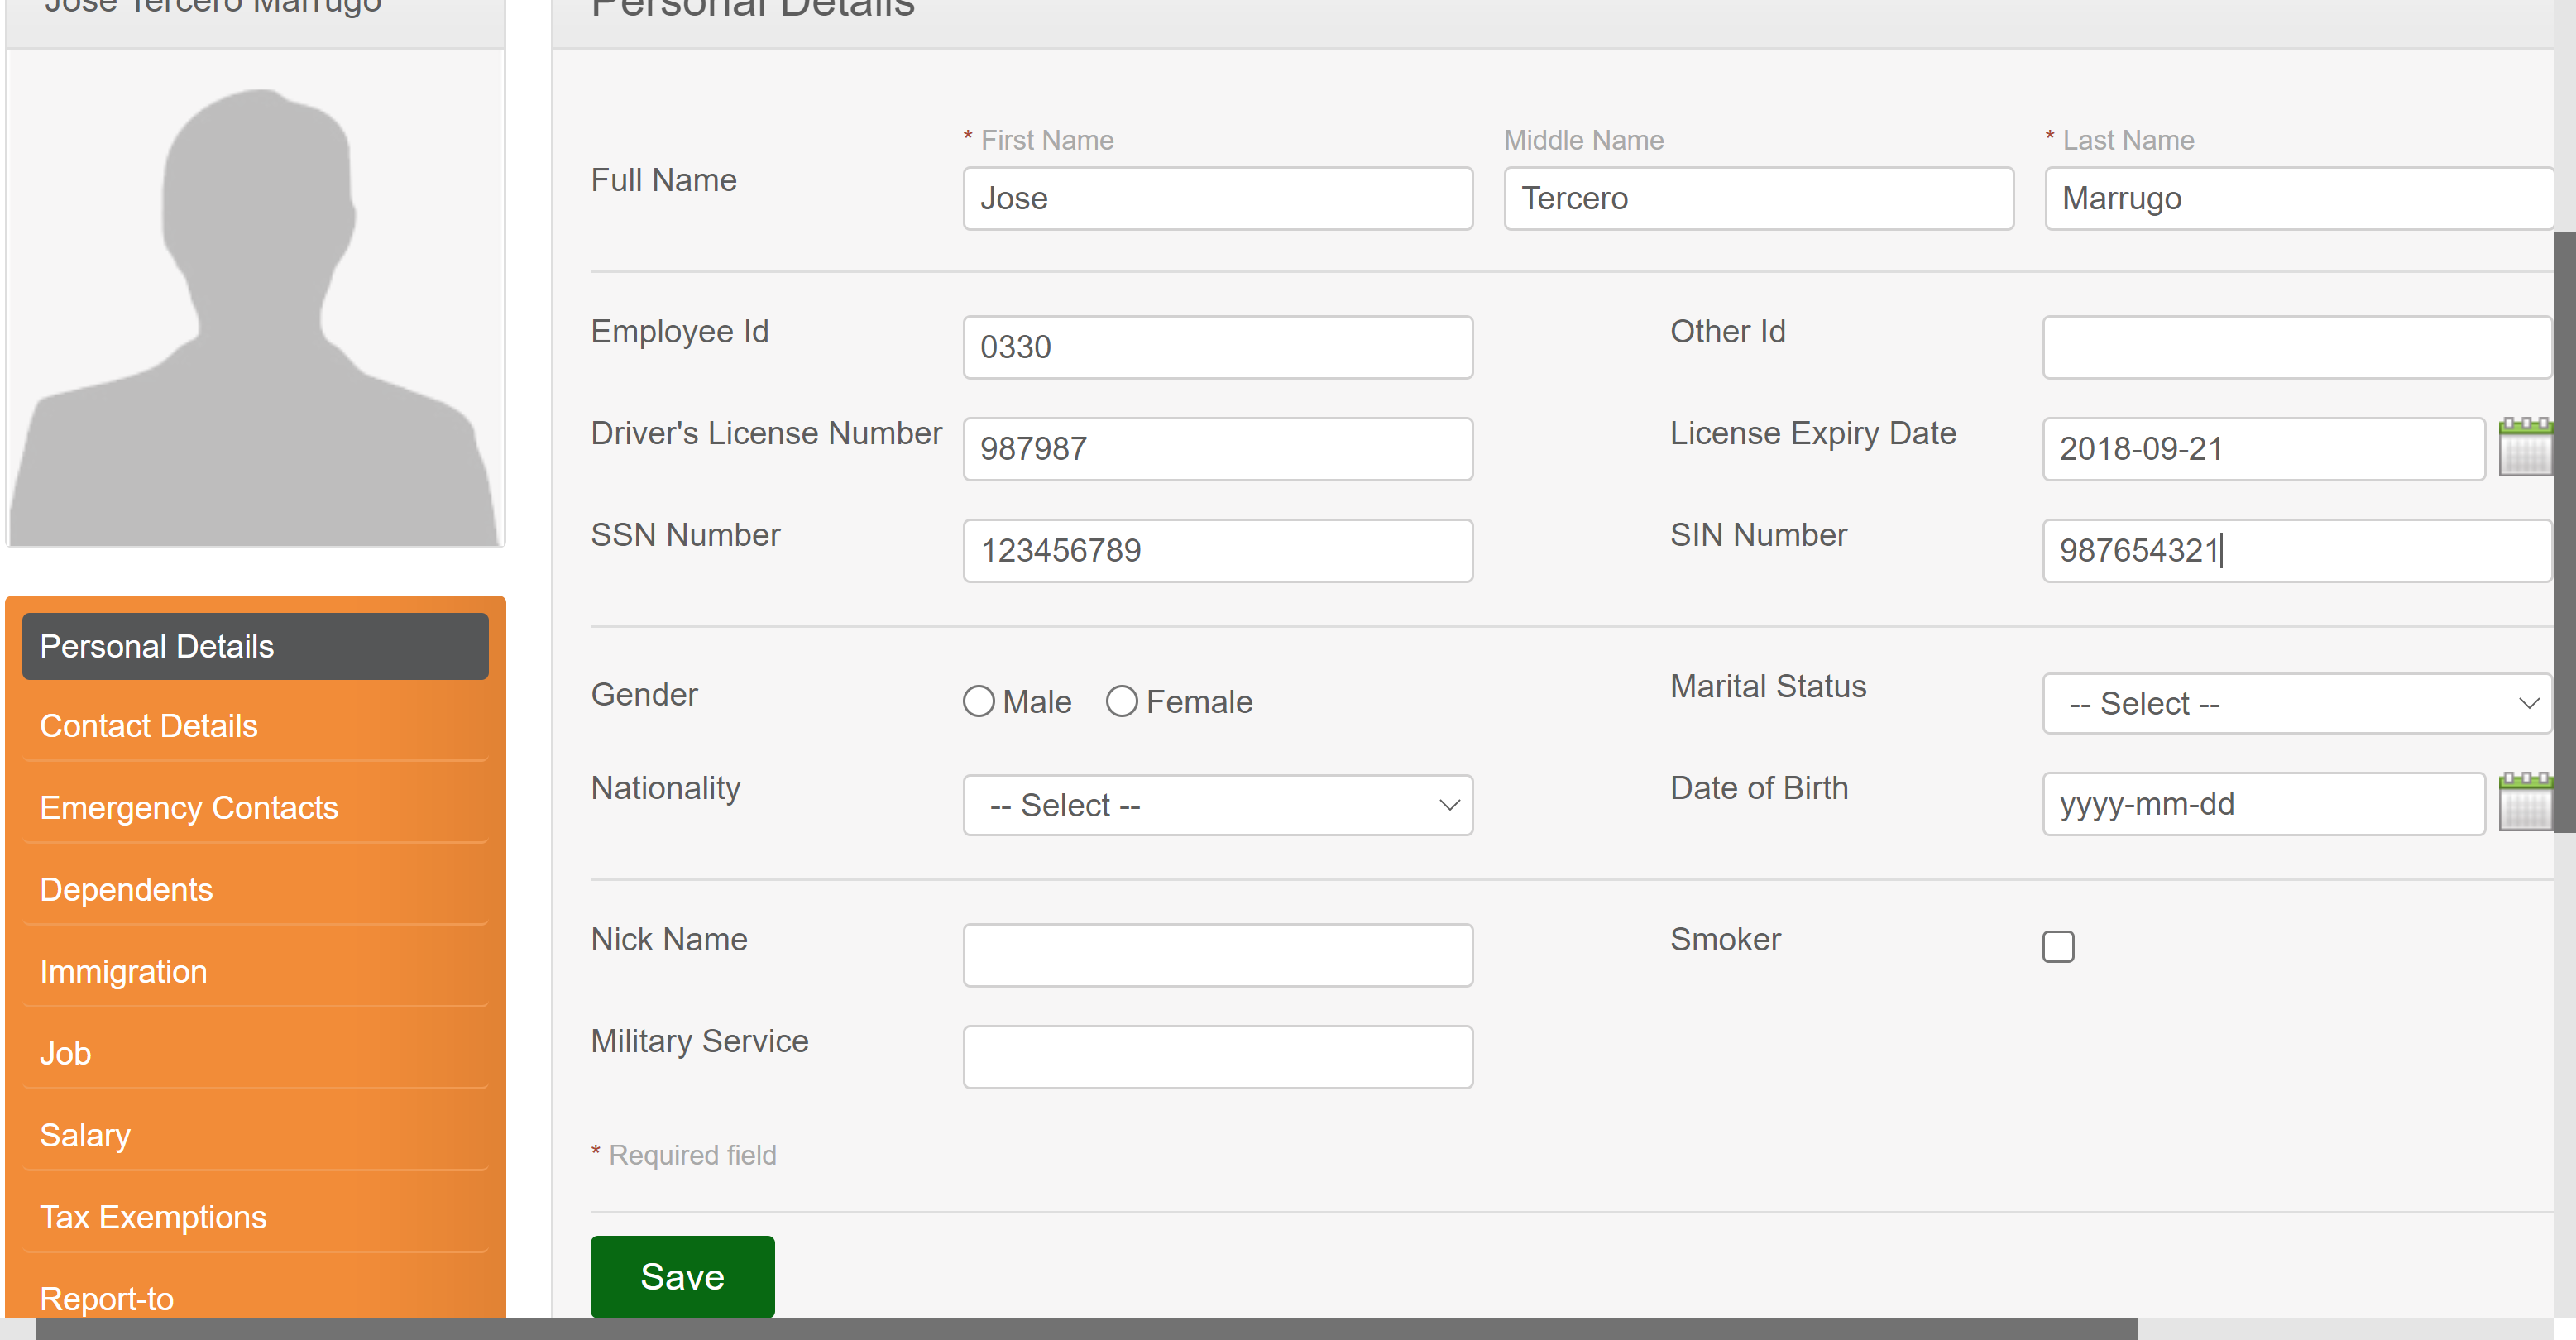 Jose Tercero Marrugo
Personal Details
* First Name Middle Name * Last Name
Full Name Jose Tercero Marrugo
Employee Id 0330 Other Id
Driver's License Number 987987 License Expiry Date 2018-09-21
SSN Number 123456789 SIN Number 987654321
Gender Male Female Marital Status -- Select --
Nationality -- Select -- Date of Birth yyyy-mm-dd
Nick Name Smoker
Military Service
* Required field
Save
Personal Details
Contact Details
Emergency Contacts
Dependents
Immigration
Job
Salary
Tax Exemptions
Report-to